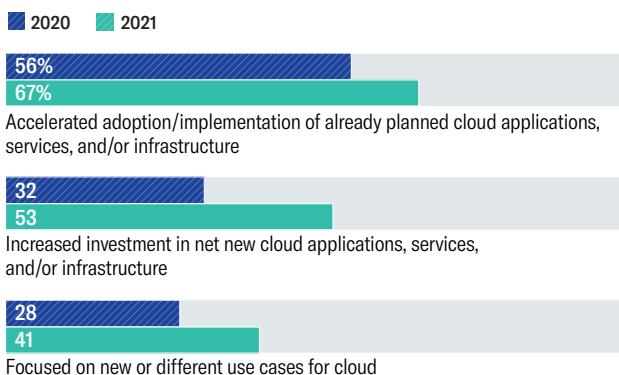 2020 2021
56%
67%
Accelerated adoption/implementation of already planned cloud applications,
services, and/or infrastructure
32
53
Increased investment in net new cloud applications, services,
and/or infrastructure
28
41
Focused on new or different use cases for cloud